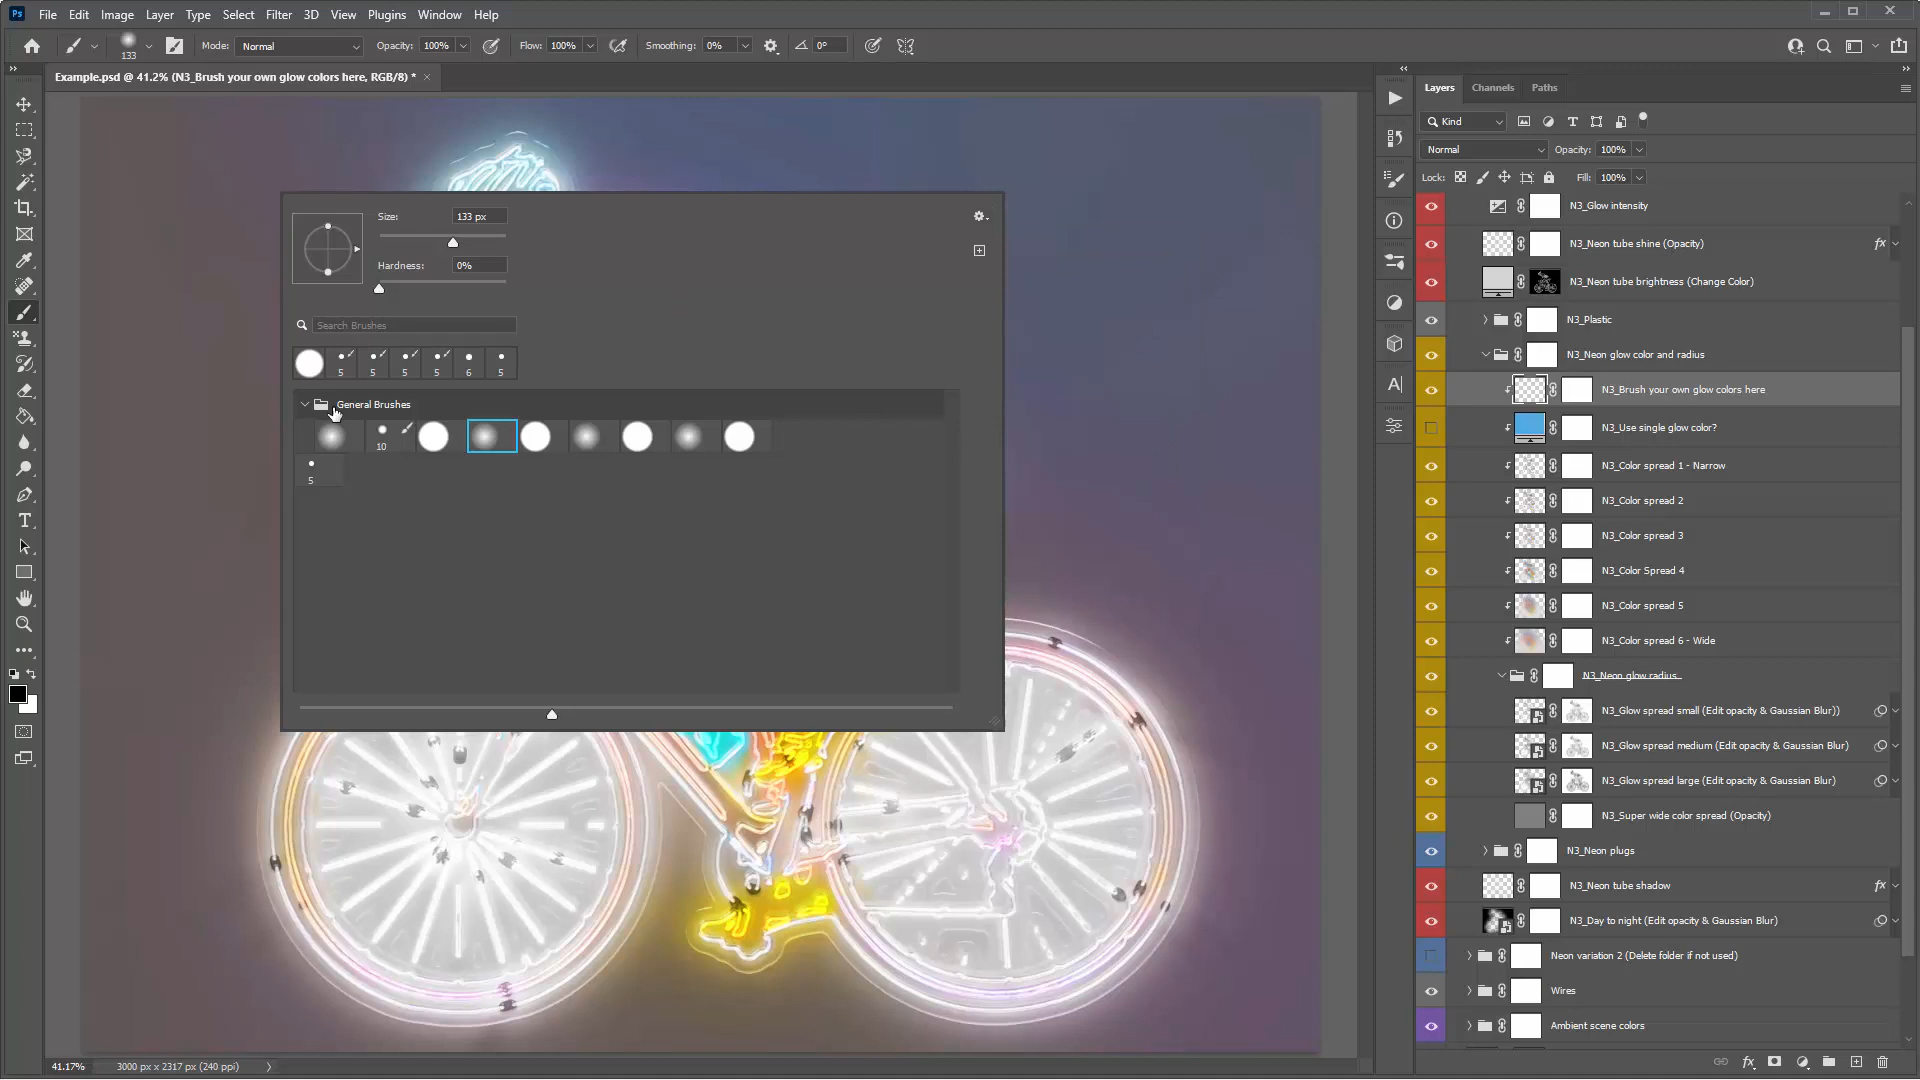 Ps File Edit Image Layer Type Select Filter 3D View Plugins Window Help
133 Mode: Normal Opacity: 100% Flow: 100% Smoothing: 0% 0°
Example.psd @ 41.2% (N3_Brush your own glow colors here, RGB/8) *
Layers Channels Paths
Kind
Normal Opacity: 100%
Lock: Fill: 100%
Size: 133 px
Hardness: 0%
Search Brushes
5 5 5 5 6 5
General Brushes
10
5
N3_Glow intensity
N3_Neon tube shine (Opacity) fx
N3_Neon tube brightness (Change Color)
N3_Plastic
N3_Neon glow color and radius
N3_Brush your own glow colors here
N3_Use single glow color?
N3_Color spread 1 - Narrow
N3_Color spread 2
N3_Color spread 3
N3_Color Spread 4
N3_Color spread 5
N3_Color spread 6 - Wide
N3_Neon glow radius
N3_Glow spread small (Edit opacity & Gaussian Blur))
N3_Glow spread medium (Edit opacity & Gaussian Blur)
N3_Glow spread large (Edit opacity & Gaussian Blur)
N3_Super wide color spread (Opacity)
N3_Neon plugs
N3_Neon tube shadow fx
N3_Day to night (Edit opacity & Gaussian Blur)
Neon variation 2 (Delete folder if not used)
Wires
Ambient scene colors
fx
41.17% 3000 px x 2317 px (240 ppi)